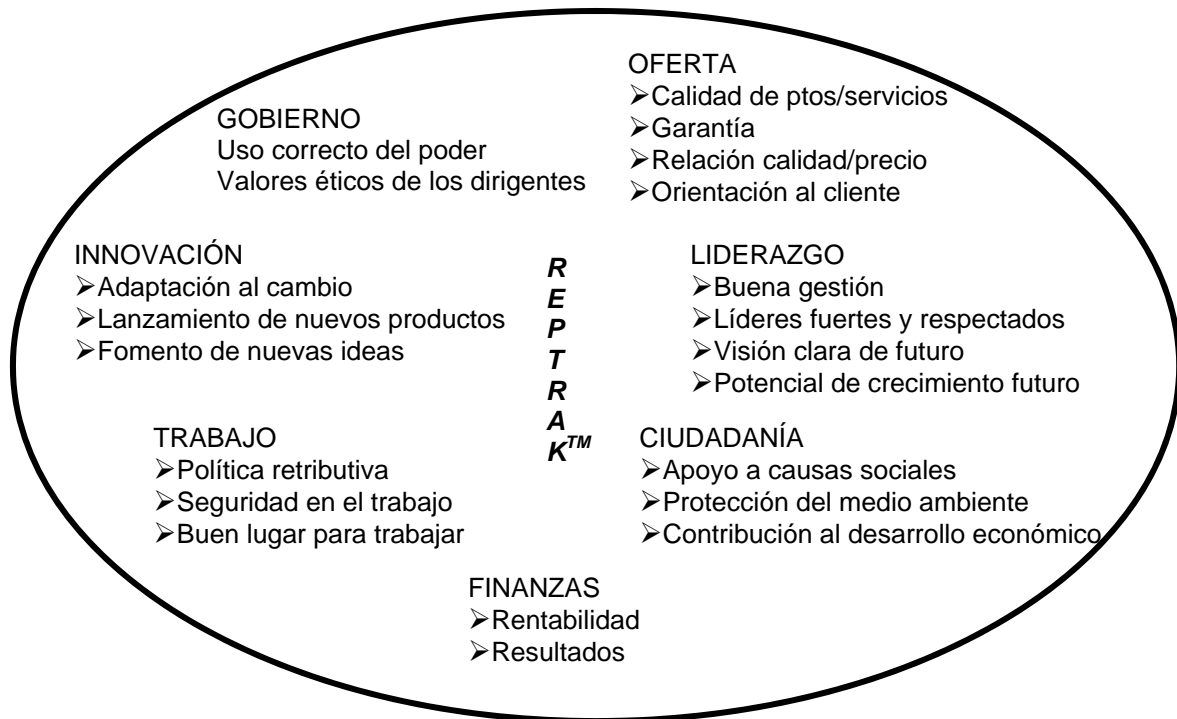 OFERTA
➢Calidad de ptos/servicios
➢Garantía
➢Relación calidad/precio
➢Orientación al cliente
GOBIERNO
Uso correcto del poder
Valores éticos de los dirigentes
INNOVACIÓN
➢Adaptación al cambio
➢Lanzamiento de nuevos productos
➢Fomento de nuevas ideas
R
E
P
T
R
A
K™
LIDERAZGO
➢Buena gestión
➢Líderes fuertes y respectados
➢Visión clara de futuro
➢Potencial de crecimiento futuro
TRABAJO
➢Política retributiva
➢Seguridad en el trabajo
➢Buen lugar para trabajar
CIUDADANÍA
➢Apoyo a causas sociales
➢Protección del medio ambiente
➢Contribución al desarrollo económico
FINANZAS
➢Rentabilidad
➢Resultados